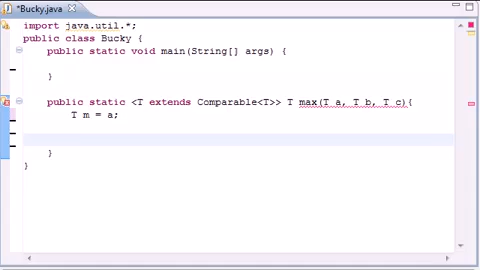 *Bucky.java
import java.util.*;
public class Bucky {
public static void main(String[] args) {
}
public static <T extends Comparable<T>> T max(T a, T b, T c){
T m = a;
}
}